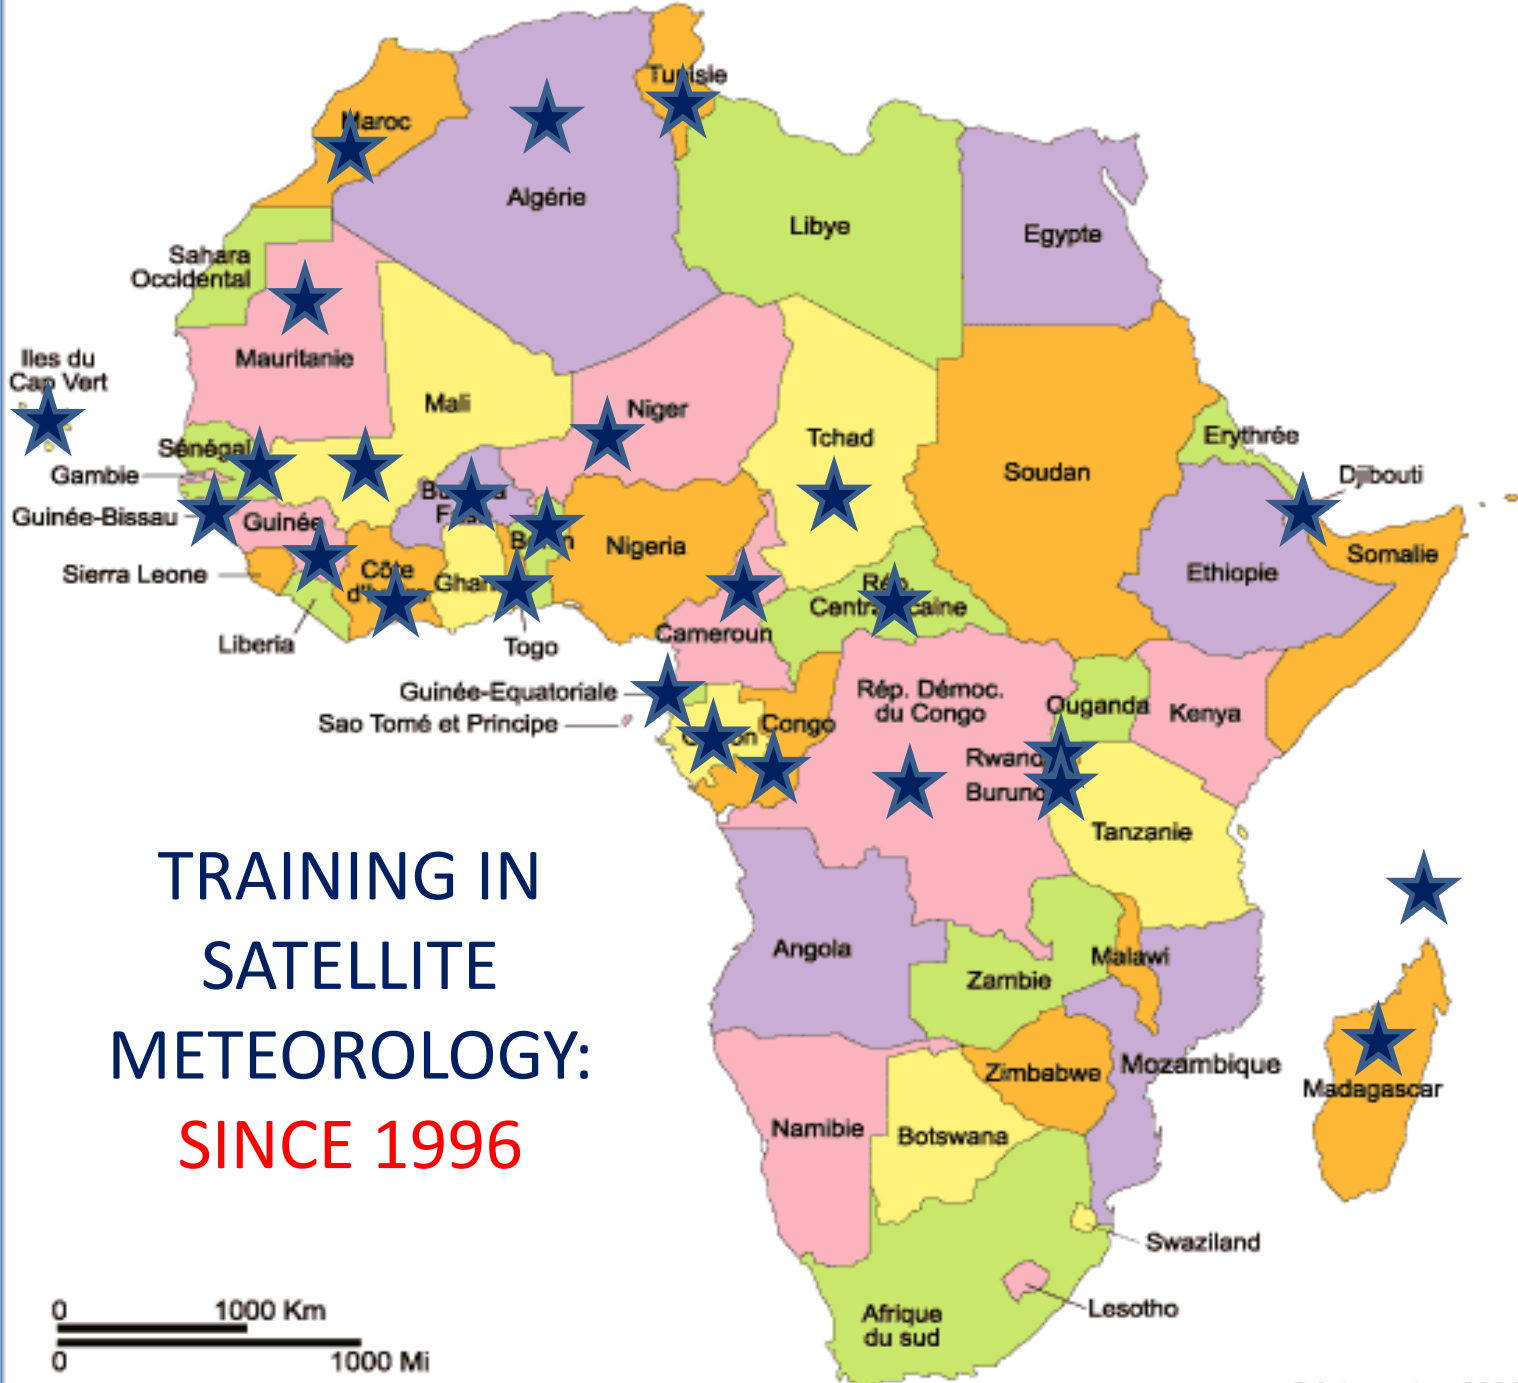 Tunisie
Maroc
Algérie
Libye
Egypte
Sahara
Occidental
Mauritanie
Iles du
Cap Vert
Mali
Niger
Tchad
Soudan
Erythrée
Djibouti
Sénégal
Gambie
Guinée-Bissau
Guinée
Sierra Leone
Liberia
Côte
Togo
Nigeria
Cameroun
Rép.
Ethiopie
Somalie
Guinée-Equatoriale
Sao Tomé et Principe
Congo
Rép. Démoc.
du Congo
Ouganda
Kenya
Tanzanie
Angola
Zambie
Malawi
Mozambique
Zimbabwe
Madagascar
Namibie
Botswana
Swaziland
Lesotho
Afrique
du sud
TRAINING IN
SATELLITE
METEOROLOGY:
SINCE 1996
0 1000 Km
0 1000 Mi